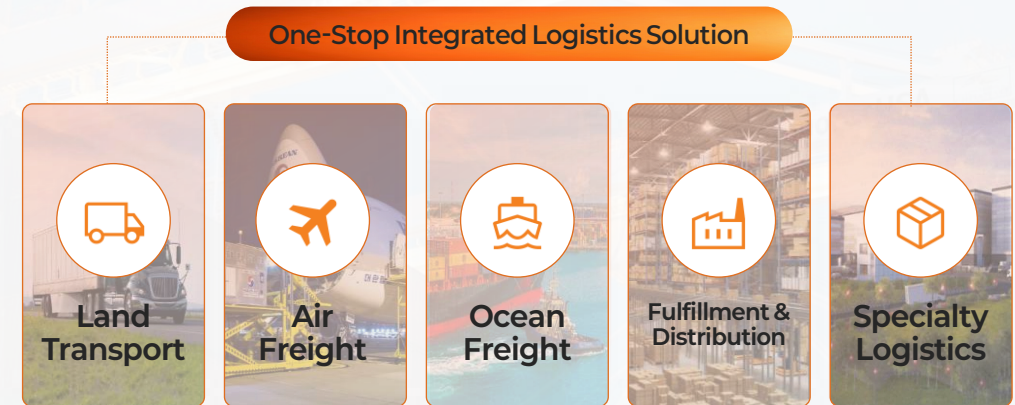 One-Stop Integrated Logistics Solution
Land
Transport
Air
Freight
Ocean
Freight
Fulfillment &
Distribution
Specialty
Logistics